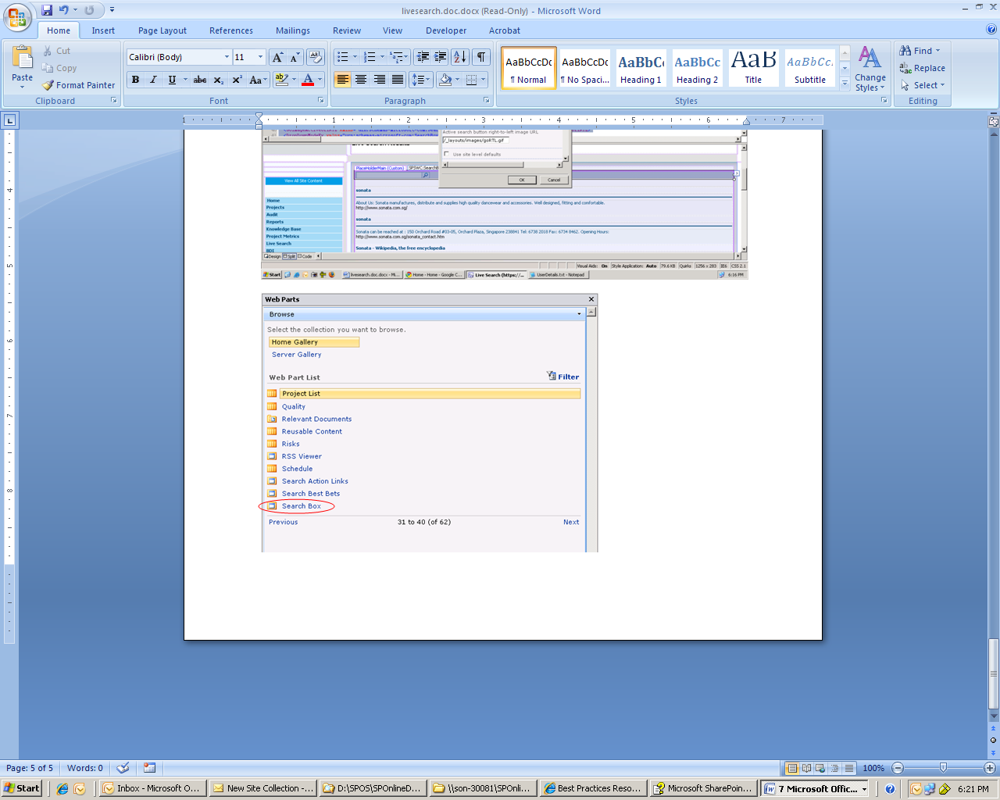 livesearch.doc.docx (Read-Only) - Microsoft Word
Home Insert Page Layout References Mailings Review View Developer Acrobat
Paste
Cut
Copy
Format Painter
Clipboard
Calibri (Body) 11
Font
Paragraph
AaBbCcDc AaBbCcDc AaBbCc AaBbCc AaB AaBbCc.
¶ Normal ¶ No Spaci... Heading 1 Heading 2 Title Subtitle
Change Styles
Styles
Find
Replace
Select
Editing
1 1 2 3 4 5 6 7
4
5
6
7
8
Active search button right-to-left image URL
/_layouts/images/goRTL.gif
Use site level defaults
OK Cancel
PlaceHolderMain (Custom)
View All Site Content
Home
Projects
Audit
Reports
Knowledge Base
Project Metrics
Live Search
BDI
sonata
About Us: Sonata manufactures, distribute and supplies high quality dancewear and accessories. Well designed, fitting and comfortable.
http://www.sonata.com.sg/
sonata
Sonata can be reached at : 150 Orchard Road #03-05, Orchard Plaza, Singapore 238841 Tel: 6738 2018 Fax: 6734 8462. Opening Hours:
http://www.sonata.com.sg/sonata_contact.htm
Sonata - Wikipedia, the free encyclopedia
Design Split Code
Visual Aids: On Style Application: Auto 79.6 KB Quirks 1256 x 283 IE6 CSS 2.1
Start livesearch.doc.docx - Mi... Home - Home - Google C... Live Search (https://... UserDetails.txt - Notepad 6:16 PM
Web Parts
Browse
Select the collection you want to browse.
Home Gallery
Server Gallery
Web Part List Filter
Project List
Quality
Relevant Documents
Reusable Content
Risks
RSS Viewer
Schedule
Search Action Links
Search Best Bets
Search Box
Previous 31 to 40 (of 62) Next
Page: 5 of 5 Words: 0 100%
Start Inbox - Microsoft O... New Site Collection -... D:\SPOS\SPOnlineD... \\son-30081\SPOnli... Best Practices Reso... Microsoft SharePoin... 7 Microsoft Offic... 6:21 PM